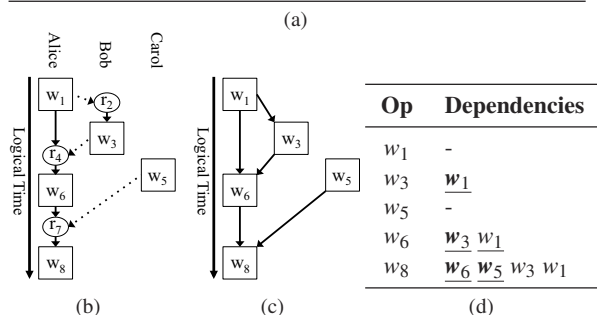 (a)
Alice Bob Carol
Logical Time
w1
r2
w3
r4
w5
w6
r7
w8
(b)
Logical Time
w1
w3
w5
w6
w8
(c)
Op Dependencies
w1 -
w3 w1
w5 -
w6 w3 w1
w8 w6 w5 w3 w1
(d)